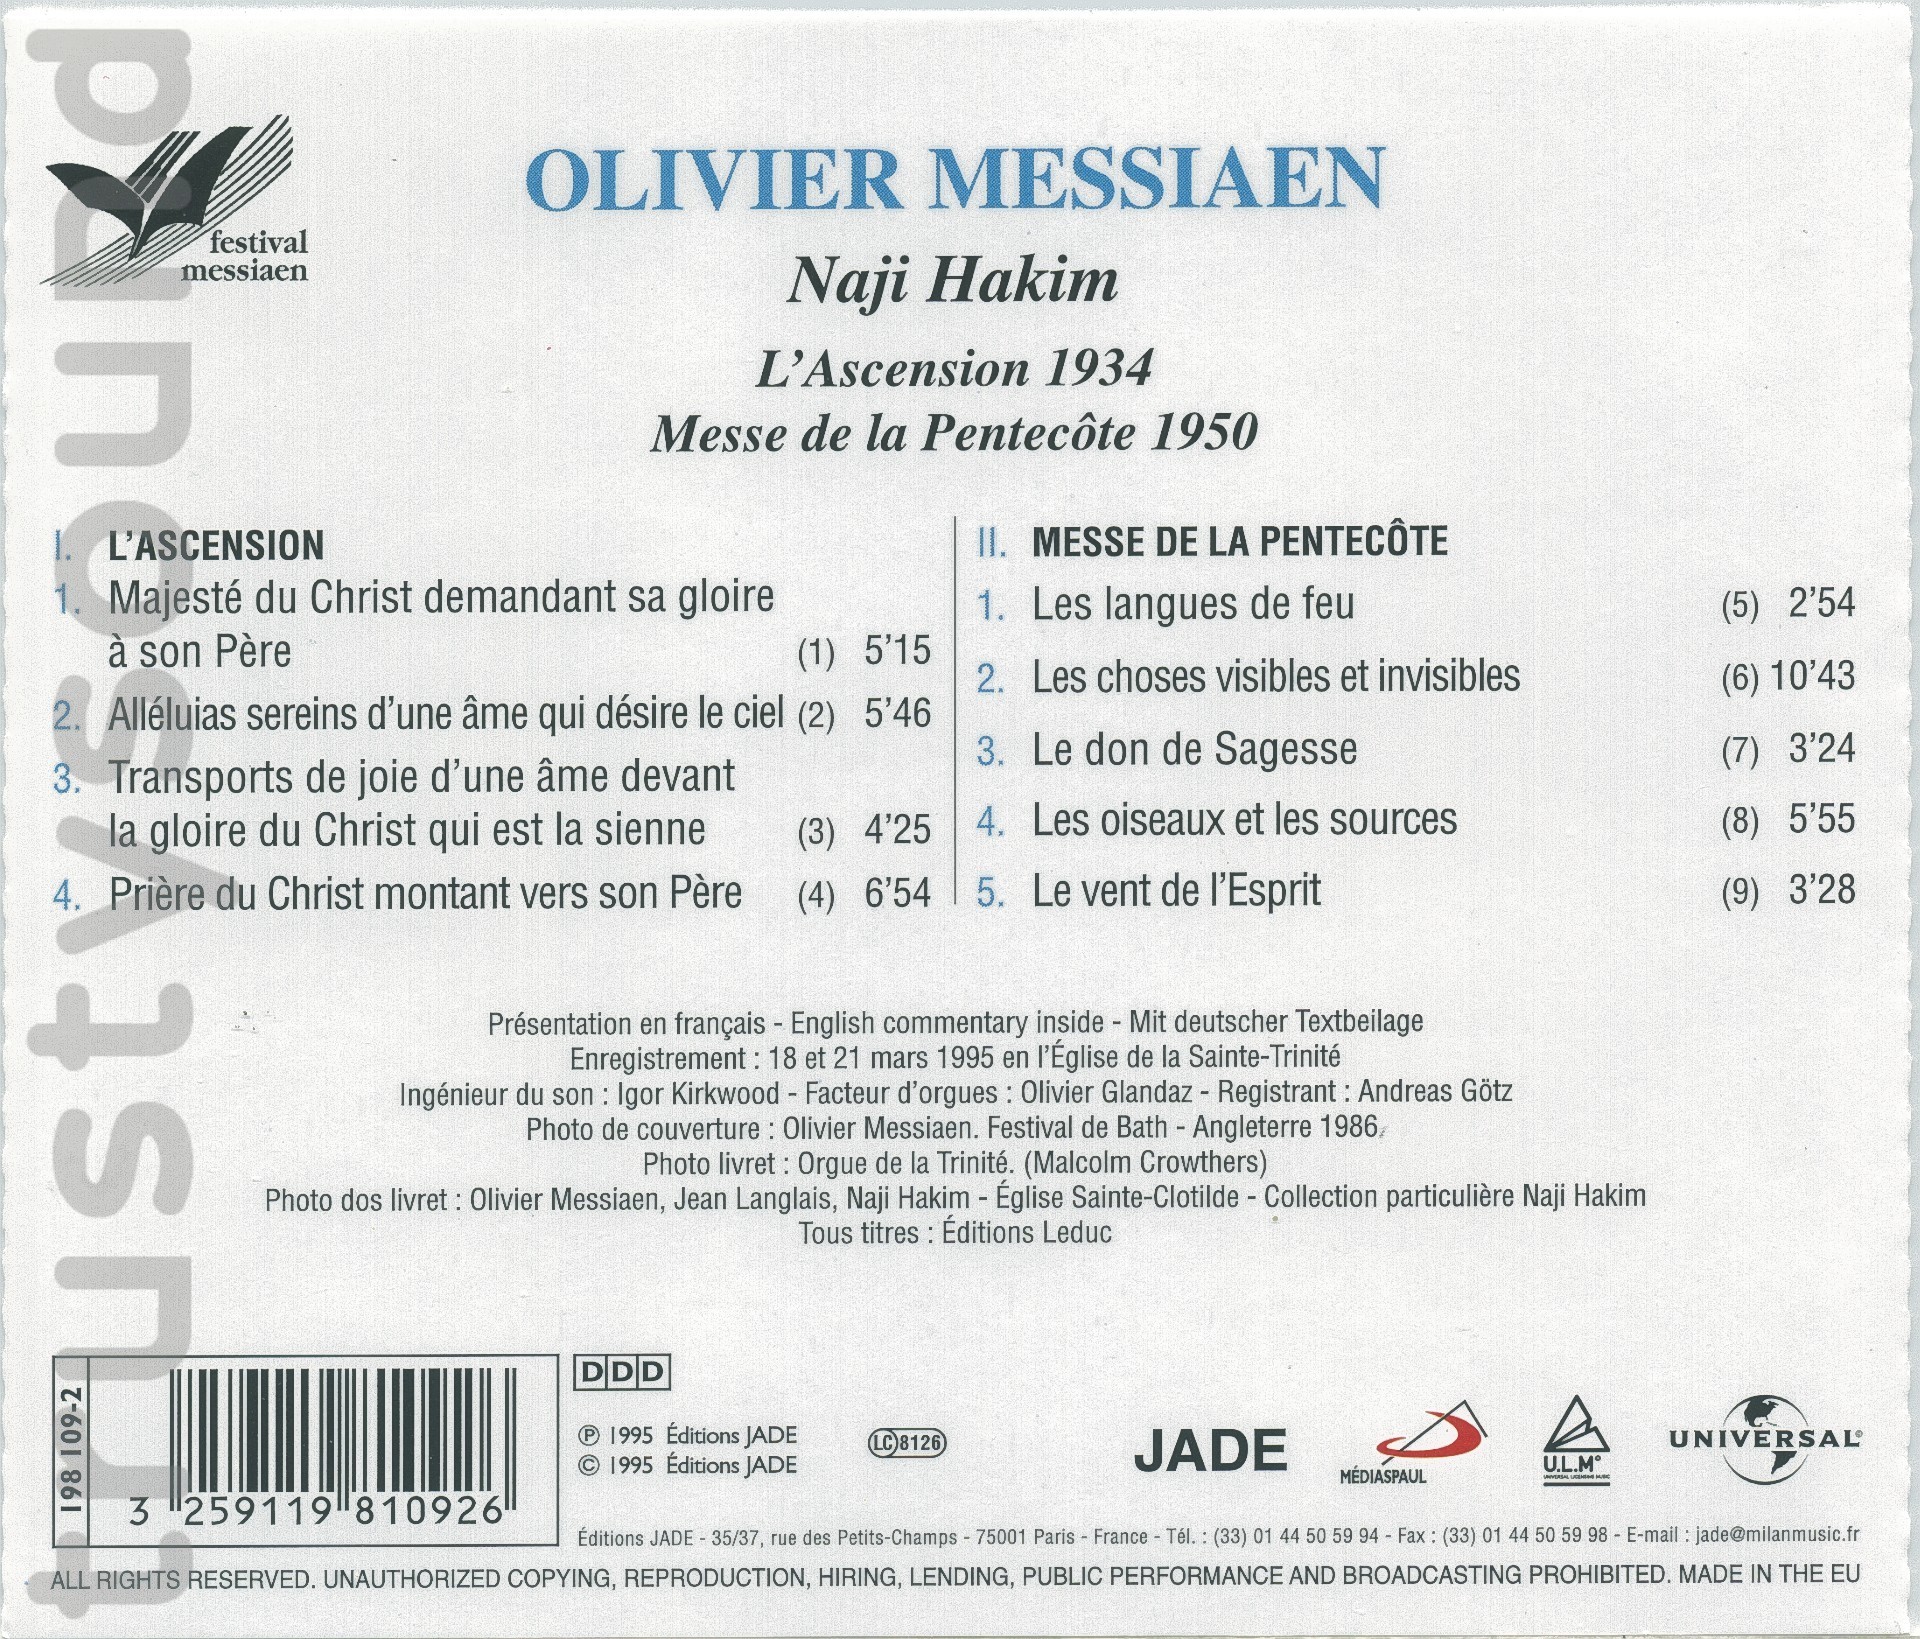 trustysound
festival
messiaen
OLIVIER MESSIAEN
Naji Hakim
L'Ascension 1934
Messe de la Pentecôte 1950
I. L'ASCENSION
1. Majesté du Christ demandant sa gloire
à son Père (1) 5'15
2. Alléluias sereins d'une âme qui désire le ciel (2) 5'46
3. Transports de joie d'une âme devant
la gloire du Christ qui est la sienne (3) 4'25
4. Prière du Christ montant vers son Père (4) 6'54
II. MESSE DE LA PENTECÔTE
1. Les langues de feu (5) 2'54
2. Les choses visibles et invisibles (6) 10'43
3. Le don de Sagesse (7) 3'24
4. Les oiseaux et les sources (8) 5'55
5. Le vent de l'Esprit (9) 3'28
Présentation en français - English commentary inside - Mit deutscher Textbeilage
Enregistrement : 18 et 21 mars 1995 en l'Église de la Sainte-Trinité
Ingénieur du son : Igor Kirkwood - Facteur d'orgues : Olivier Glandaz - Registrant : Andreas Götz
Photo de couverture : Olivier Messiaen. Festival de Bath - Angleterre 1986.
Photo livret : Orgue de la Trinité. (Malcolm Crowthers)
Photo dos livret : Olivier Messiaen, Jean Langlais, Naji Hakim - Église Sainte-Clotilde - Collection particulière Naji Hakim
Tous titres : Éditions Leduc
198 109-2
3 259119 810926
DDD
℗ 1995 Éditions JADE
© 1995 Éditions JADE
LC 8126
JADE
MÉDIASPAUL
U.L.M°
UNIVERSAL LICENSING MUSIC
UNIVERSAL®
Éditions JADE - 35/37, rue des Petits-Champs - 75001 Paris - France - Tél. : (33) 01 44 50 59 94 - Fax : (33) 01 44 50 59 98 - E-mail : jade@milanmusic.fr
ALL RIGHTS RESERVED. UNAUTHORIZED COPYING, REPRODUCTION, HIRING, LENDING, PUBLIC PERFORMANCE AND BROADCASTING PROHIBITED. MADE IN THE EU